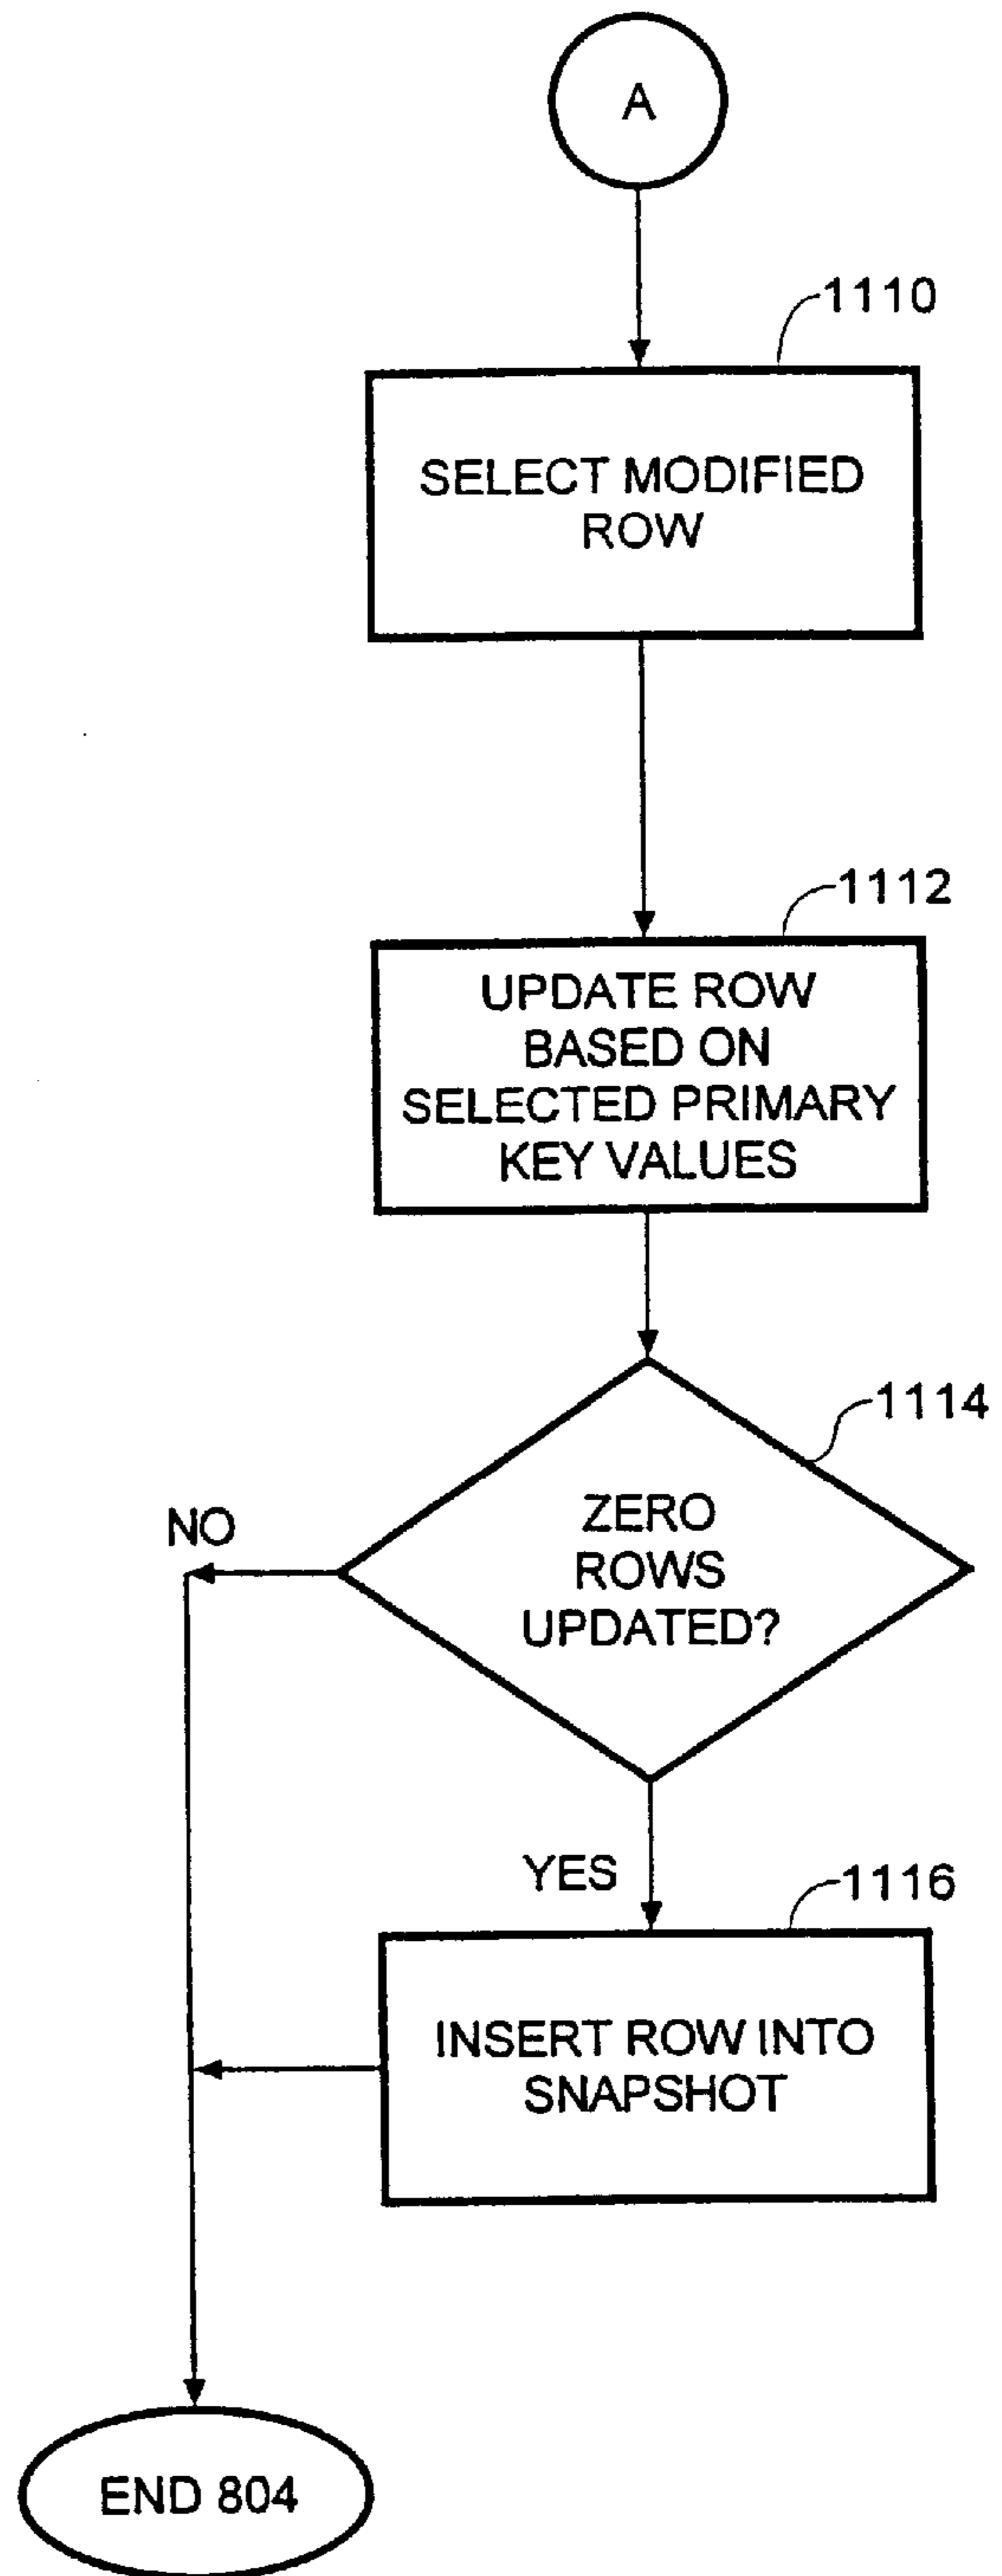 A
1110
SELECT MODIFIED
ROW
1112
UPDATE ROW
BASED ON
SELECTED PRIMARY
KEY VALUES
1114
ZERO
ROWS
UPDATED?
NO
YES
1116
INSERT ROW INTO
SNAPSHOT
END 804